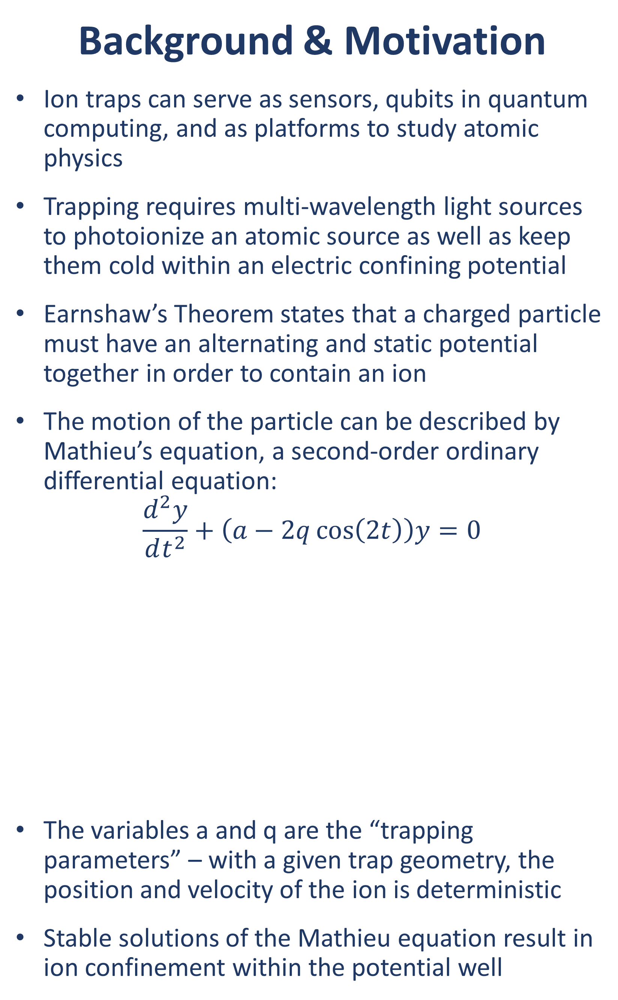 Background & Motivation
• Ion traps can serve as sensors, qubits in quantum
computing, and as platforms to study atomic
physics
• Trapping requires multi-wavelength light sources
to photoionize an atomic source as well as keep
them cold within an electric confining potential
• Earnshaw’s Theorem states that a charged particle
must have an alternating and static potential
together in order to contain an ion
• The motion of the particle can be described by
Mathieu’s equation, a second-order ordinary
differential equation:
d²y/dt² + (a − 2q cos(2t))y = 0
• The variables a and q are the “trapping
parameters” – with a given trap geometry, the
position and velocity of the ion is deterministic
• Stable solutions of the Mathieu equation result in
ion confinement within the potential well